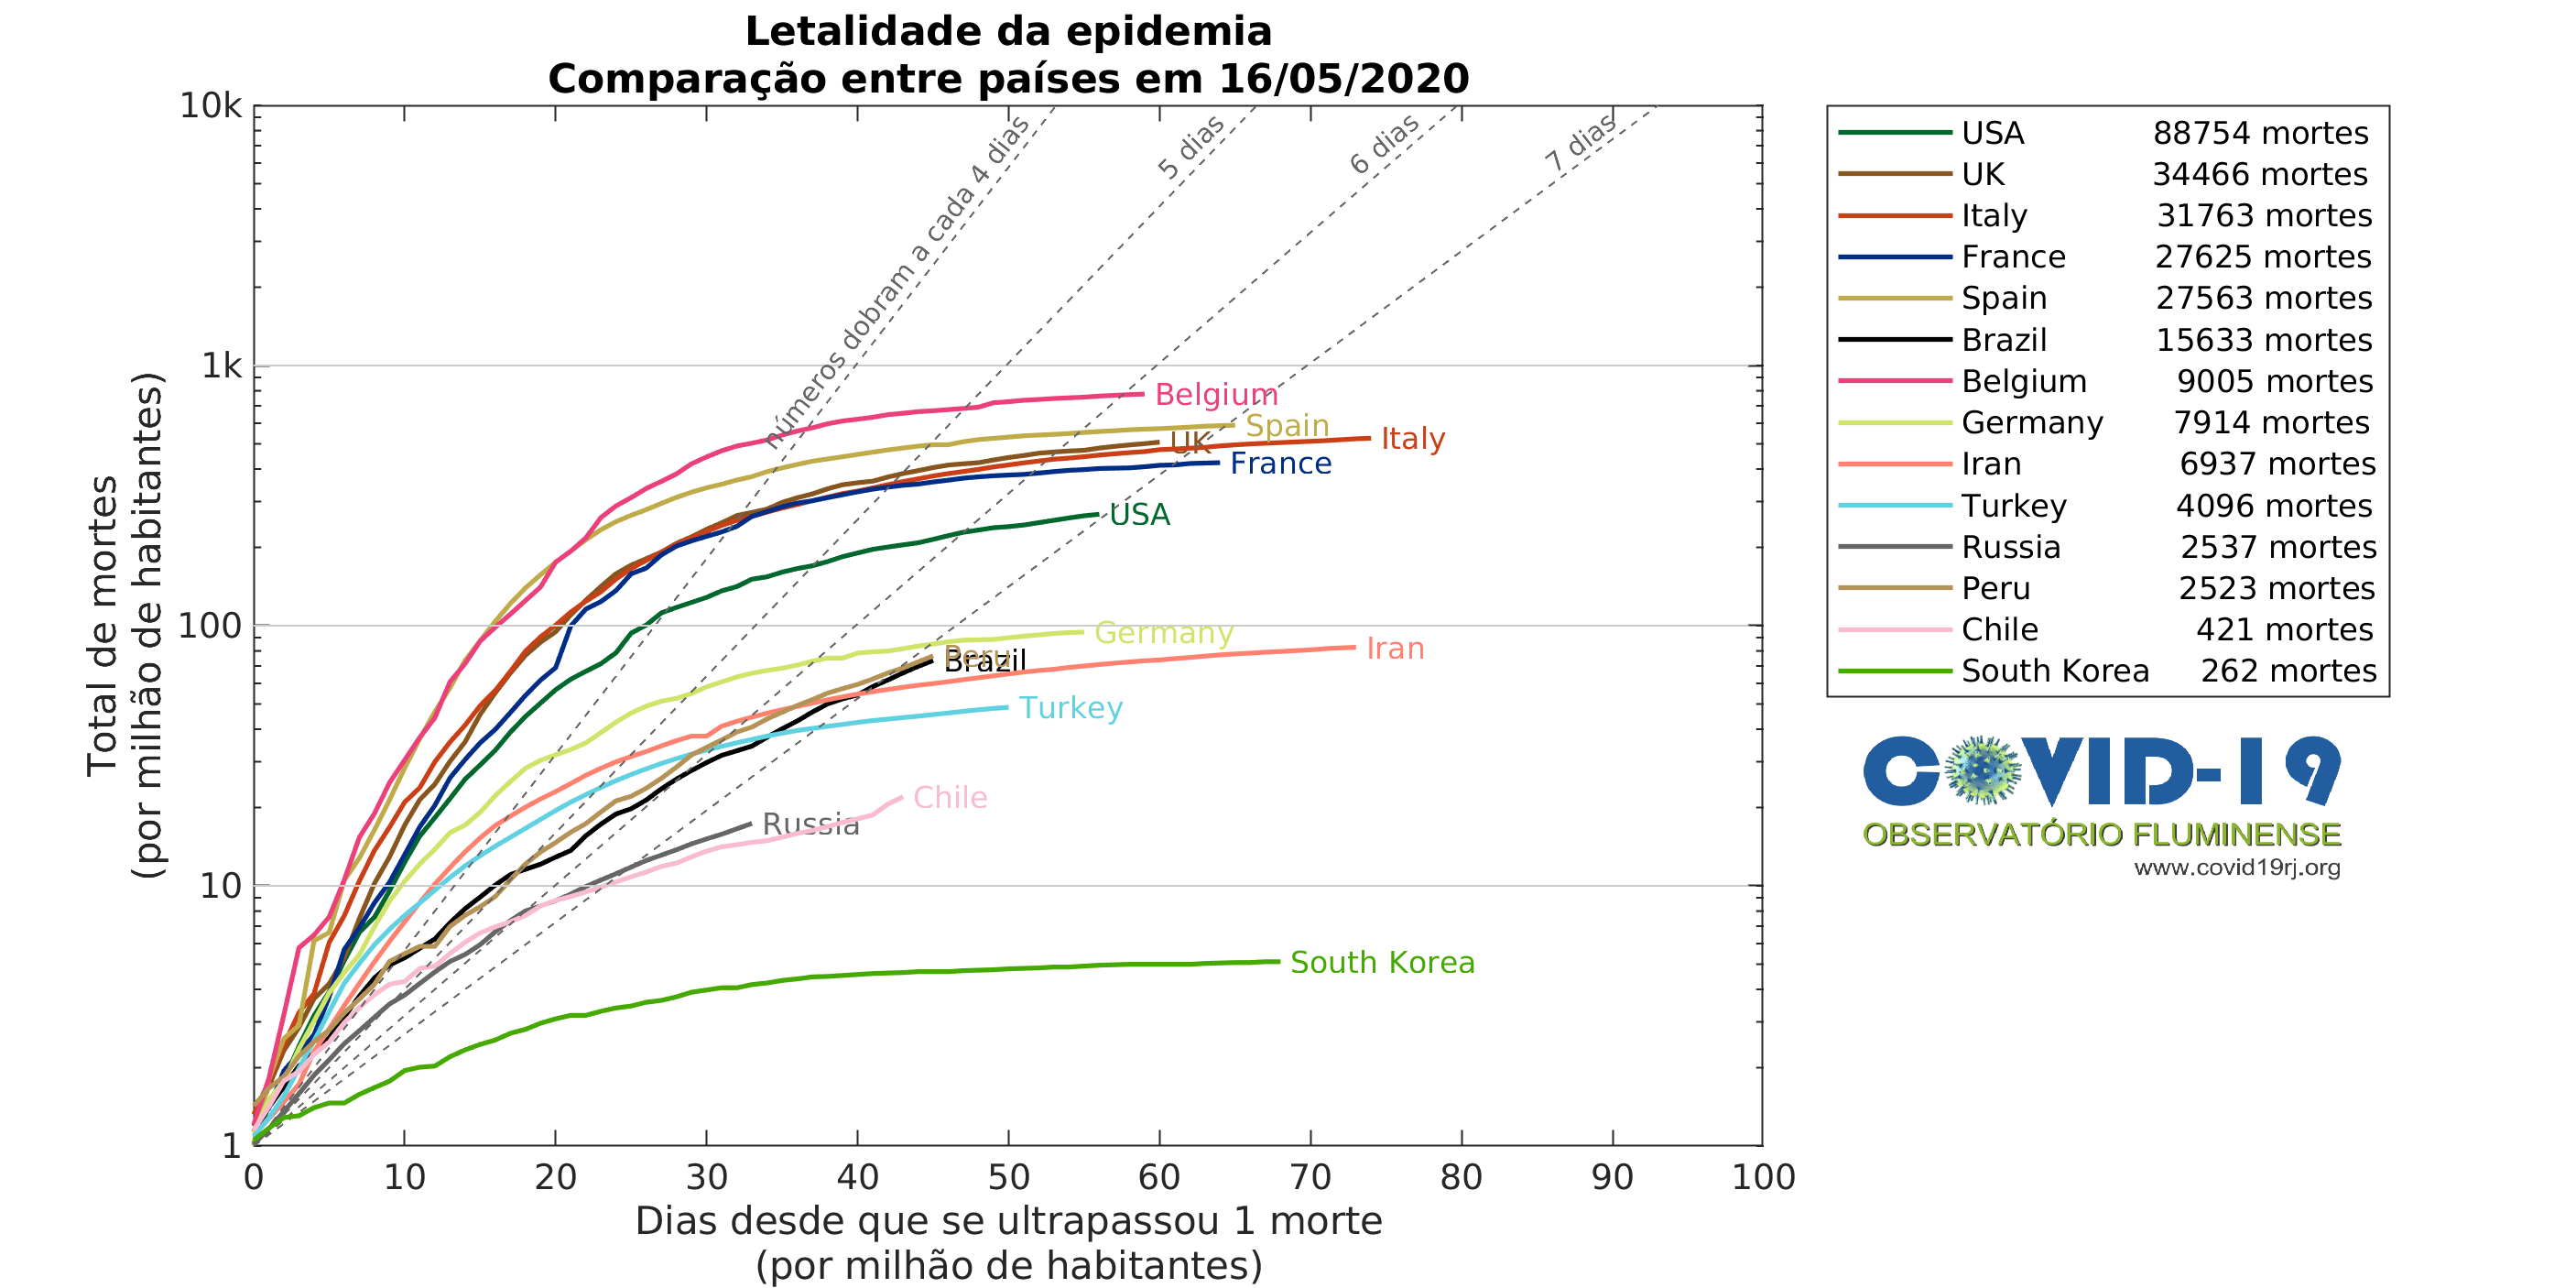 Letalidade da epidemia
Comparação entre países em 16/05/2020
Total de mortes
(por milhão de habitantes)
10k
1k
100
10
1
0 10 20 30 40 50 60 70 80 90 100
Dias desde que se ultrapassou 1 morte
(por milhão de habitantes)
números dobram a cada 4 dias
5 dias
6 dias
7 dias
Belgium
Spain
UK
Italy
France
USA
Germany
Peru
Brazil
Iran
Turkey
Chile
Russia
South Korea
USA 88754 mortes
UK 34466 mortes
Italy 31763 mortes
France 27625 mortes
Spain 27563 mortes
Brazil 15633 mortes
Belgium 9005 mortes
Germany 7914 mortes
Iran 6937 mortes
Turkey 4096 mortes
Russia 2537 mortes
Peru 2523 mortes
Chile 421 mortes
South Korea 262 mortes
COVID-19
OBSERVATÓRIO FLUMINENSE
www.covid19rj.org